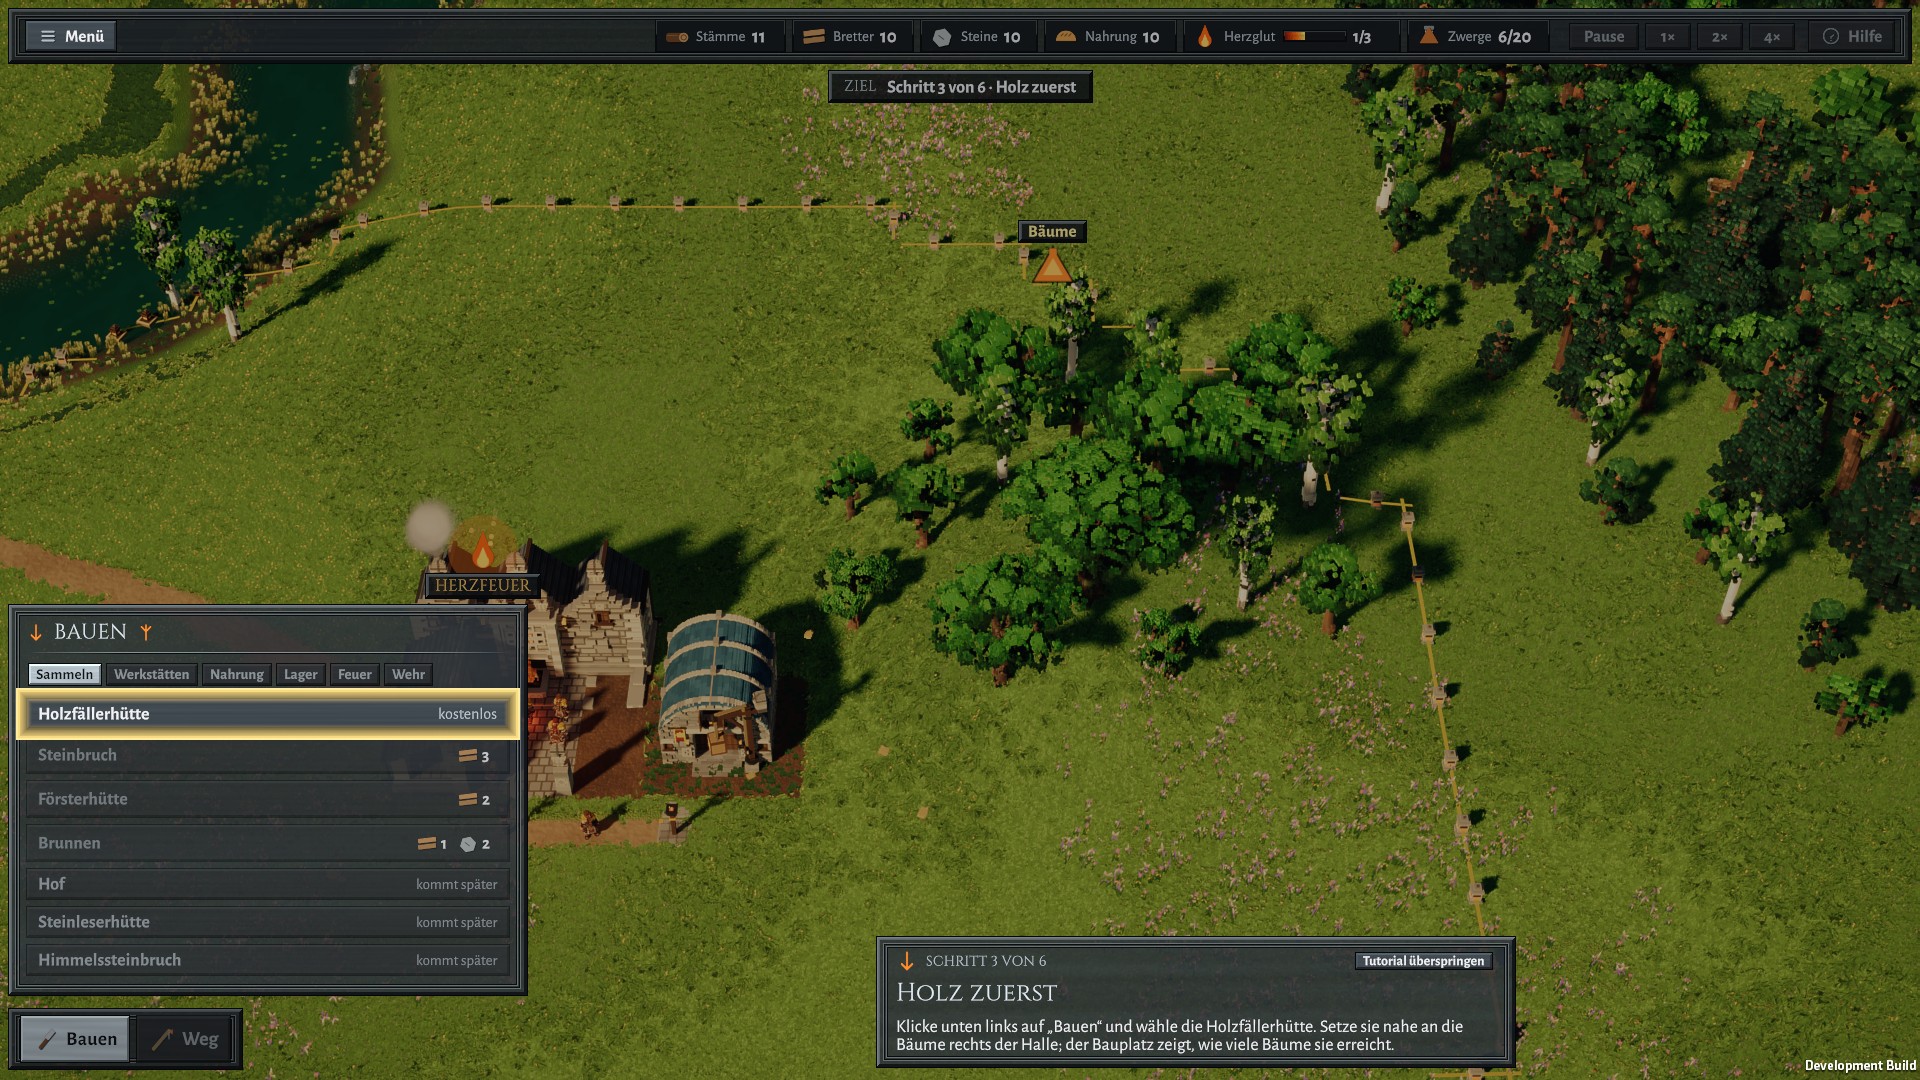 Menü
Stämme 11
Bretter 10
Steine 10
Nahrung 10
Herzglut 1/3
Zwerge 6/20
Pause
1×
2×
4×
Hilfe
ZIEL Schritt 3 von 6 · Holz zuerst
Bäume
HERZFEUER
BAUEN
Sammeln
Werkstätten
Nahrung
Lager
Feuer
Wehr
Holzfällerhütte kostenlos
Steinbruch 3
Försterhütte 2
Brunnen 1 2
Hof kommt später
Steinleserhütte kommt später
Himmelssteinbruch kommt später
Bauen
Weg
SCHRITT 3 VON 6
Tutorial überspringen
HOLZ ZUERST
Klicke unten links auf „Bauen“ und wähle die Holzfällerhütte. Setze sie nahe an die
Bäume rechts der Halle; der Bauplatz zeigt, wie viele Bäume sie erreicht.
Development Build